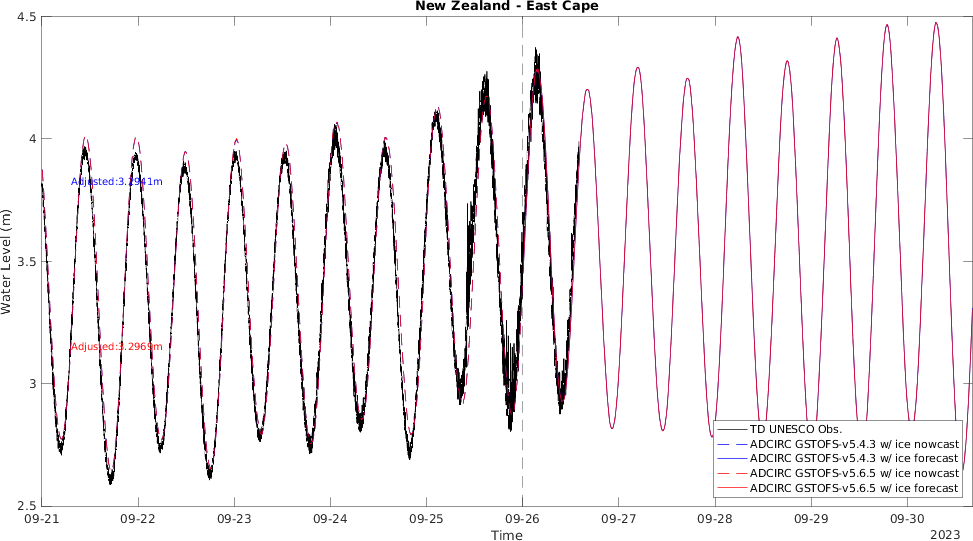 New Zealand - East Cape
Water Level (m)
4.5
4
3.5
3
2.5
Adjusted:3.2941m
Adjusted:3.2969m
TD UNESCO Obs.
ADCIRC GSTOFS-v5.4.3 w/ ice nowcast
ADCIRC GSTOFS-v5.4.3 w/ ice forecast
ADCIRC GSTOFS-v5.6.5 w/ ice nowcast
ADCIRC GSTOFS-v5.6.5 w/ ice forecast
09-21 09-22 09-23 09-24 09-25 09-26 09-27 09-28 09-29 09-30
Time
2023